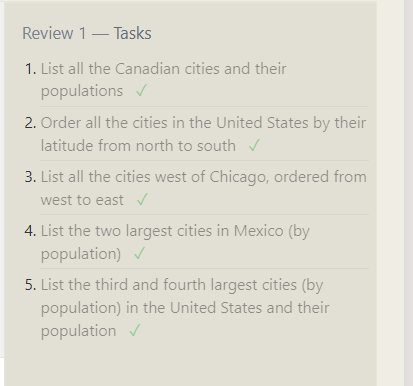 Review 1 — Tasks
1. List all the Canadian cities and their
populations ✓
2. Order all the cities in the United States by their
latitude from north to south ✓
3. List all the cities west of Chicago, ordered from
west to east ✓
4. List the two largest cities in Mexico (by
population) ✓
5. List the third and fourth largest cities (by
population) in the United States and their
population ✓